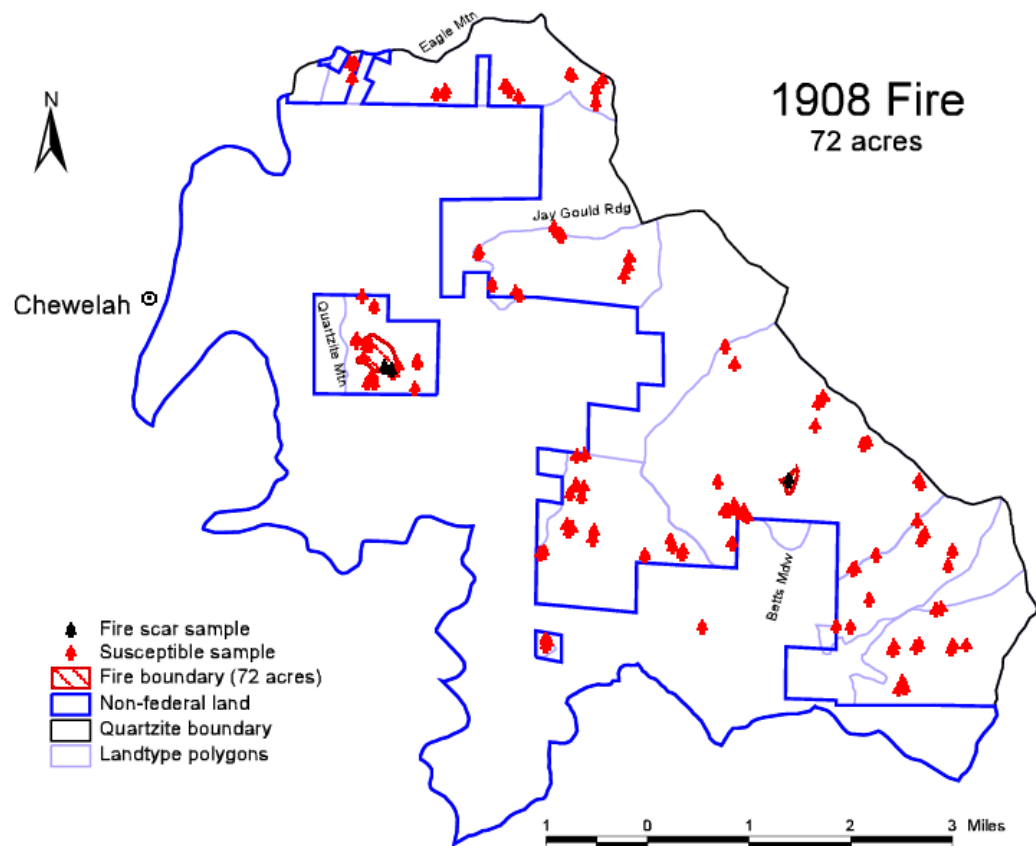 Eagle Mtn
1908 Fire
72 acres
N
Jay Gould Rdg
Chewelah
Quartzite Mtn
Betts Mdw
Fire scar sample
Susceptible sample
Fire boundary (72 acres)
Non-federal land
Quartzite boundary
Landtype polygons
1 0 1 2 3 Miles